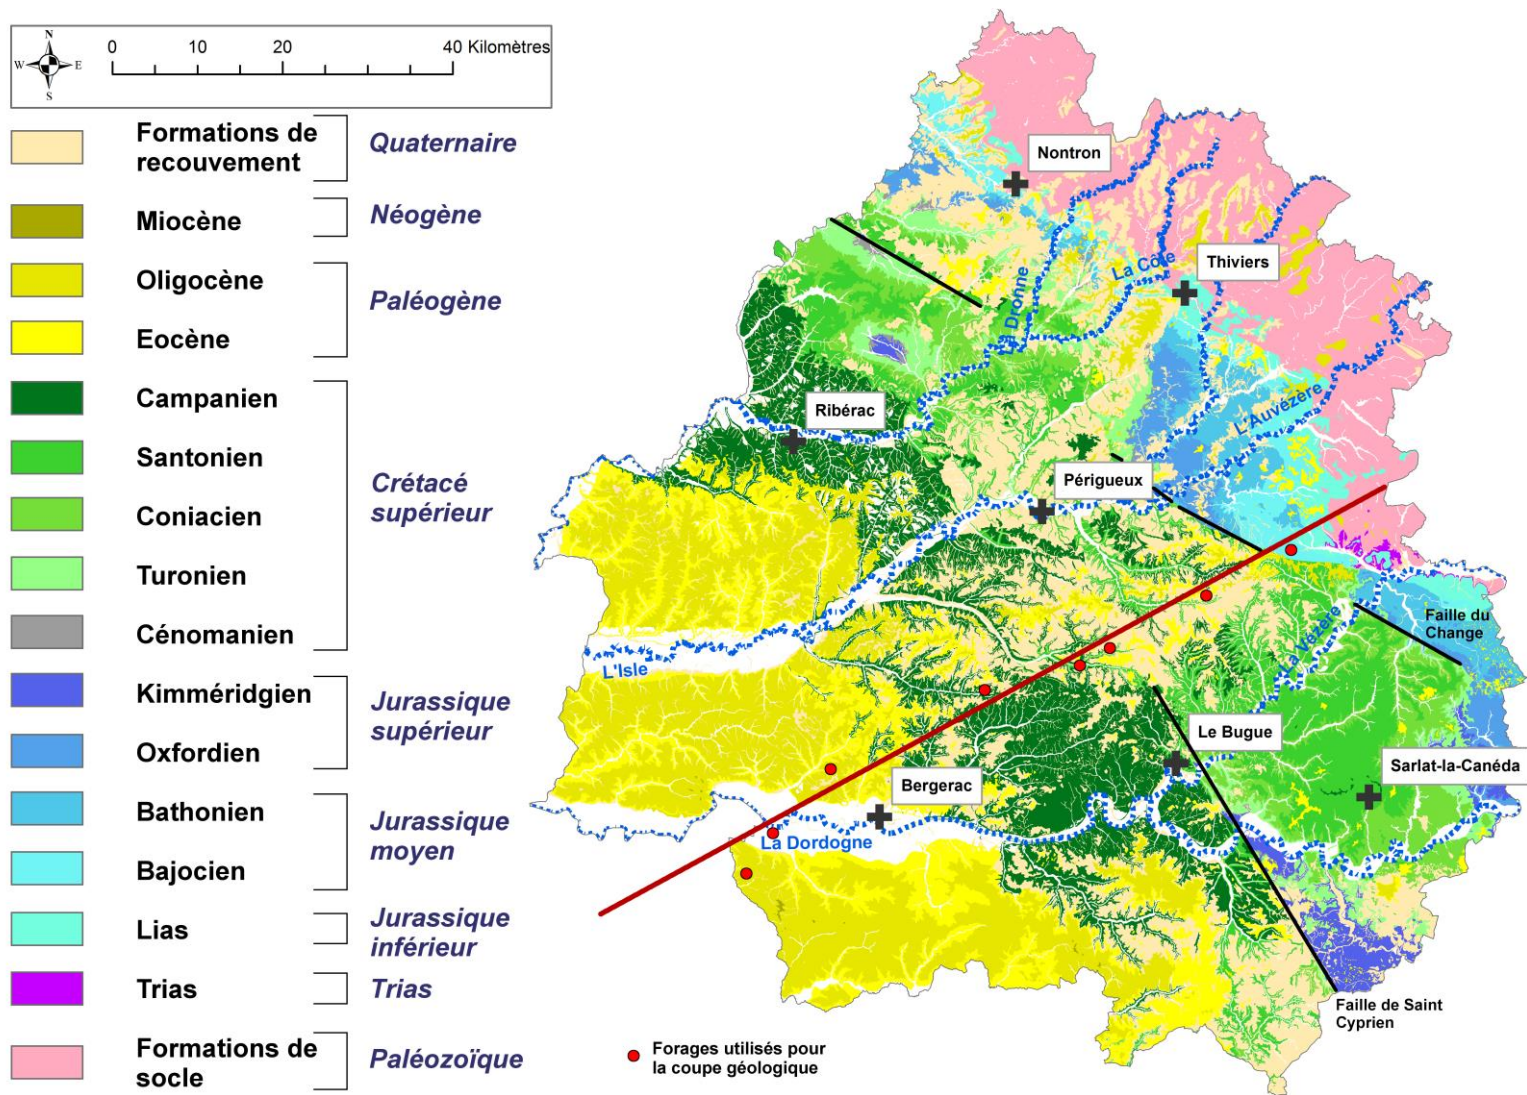 N
W
E
S
0
10
20
40 Kilomètres
Formations de
recouvement
Quaternaire
Miocène
Néogène
Oligocène
Paléogène
Eocène
Campanien
Santonien
Crétacé
supérieur
Coniacien
Turonien
Cénomanien
Kimméridgien
Jurassique
supérieur
Oxfordien
Bathonien
Jurassique
moyen
Bajocien
Lias
Jurassique
inférieur
Trias
Trias
Formations de
socle
Paléozoïque
Nontron
Thiviers
La Côle
La Dronne
L'Auvézère
Ribérac
Périgueux
Faille du
Change
La Vézère
L'Isle
Le Bugue
Sarlat-la-Canéda
Bergerac
La Dordogne
Faille de Saint
Cyprien
Forages utilisés pour
la coupe géologique